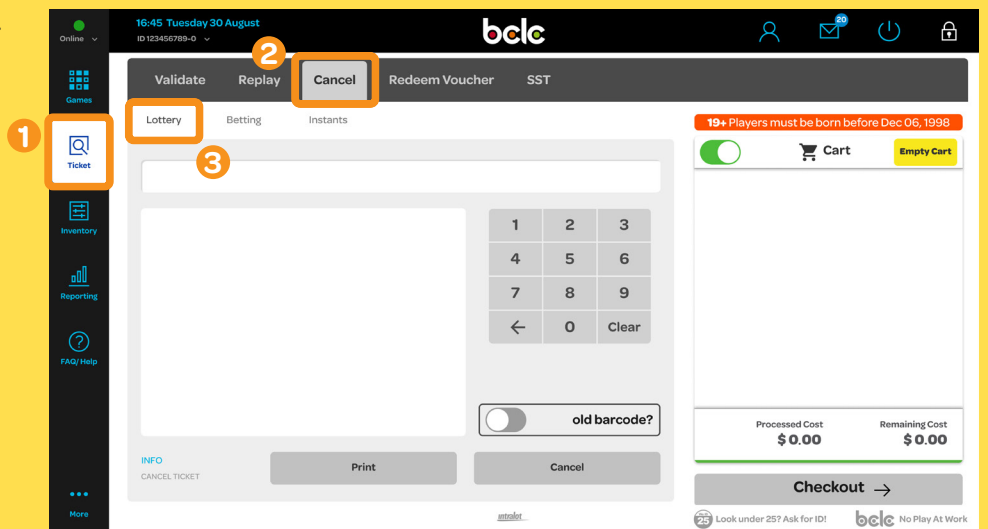 Online
16:45 Tuesday 30 August
ID 123456789-0
bclc
20
Games
1
Ticket
Inventory
Reporting
?
FAQ/Help
More
2
Validate Replay Cancel Redeem Voucher SST
Lottery Betting Instants
3
1 2 3
4 5 6
7 8 9
← 0 Clear
old barcode?
INFO
CANCEL TICKET
Print
Cancel
intralot
19+ Players must be born before Dec 06, 1998
Cart
Empty Cart
Processed Cost Remaining Cost
$ 0.00 $ 0.00
Checkout →
25 Look under 25? Ask for ID!
bclc No Play At Work